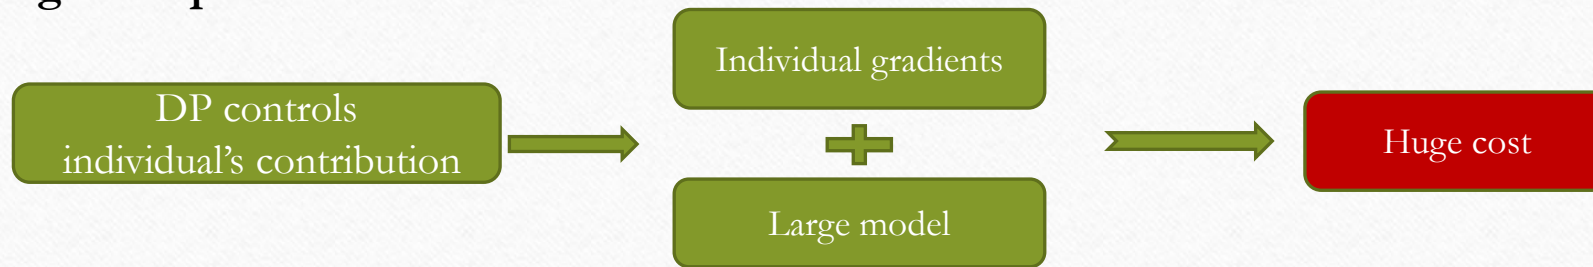 Individual gradients
DP controls
individual's contribution
Huge cost
Large model